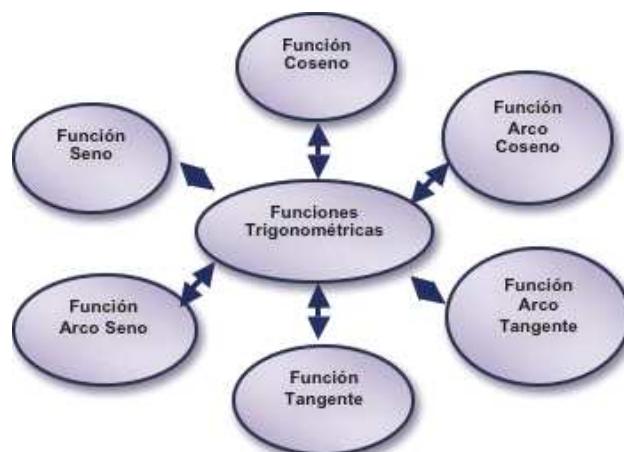 Función
Coseno
Función
Arco
Coseno
Función
Seno
Funciones
Trigonométricas
Función
Arco Seno
Función
Arco
Tangente
Función
Tangente